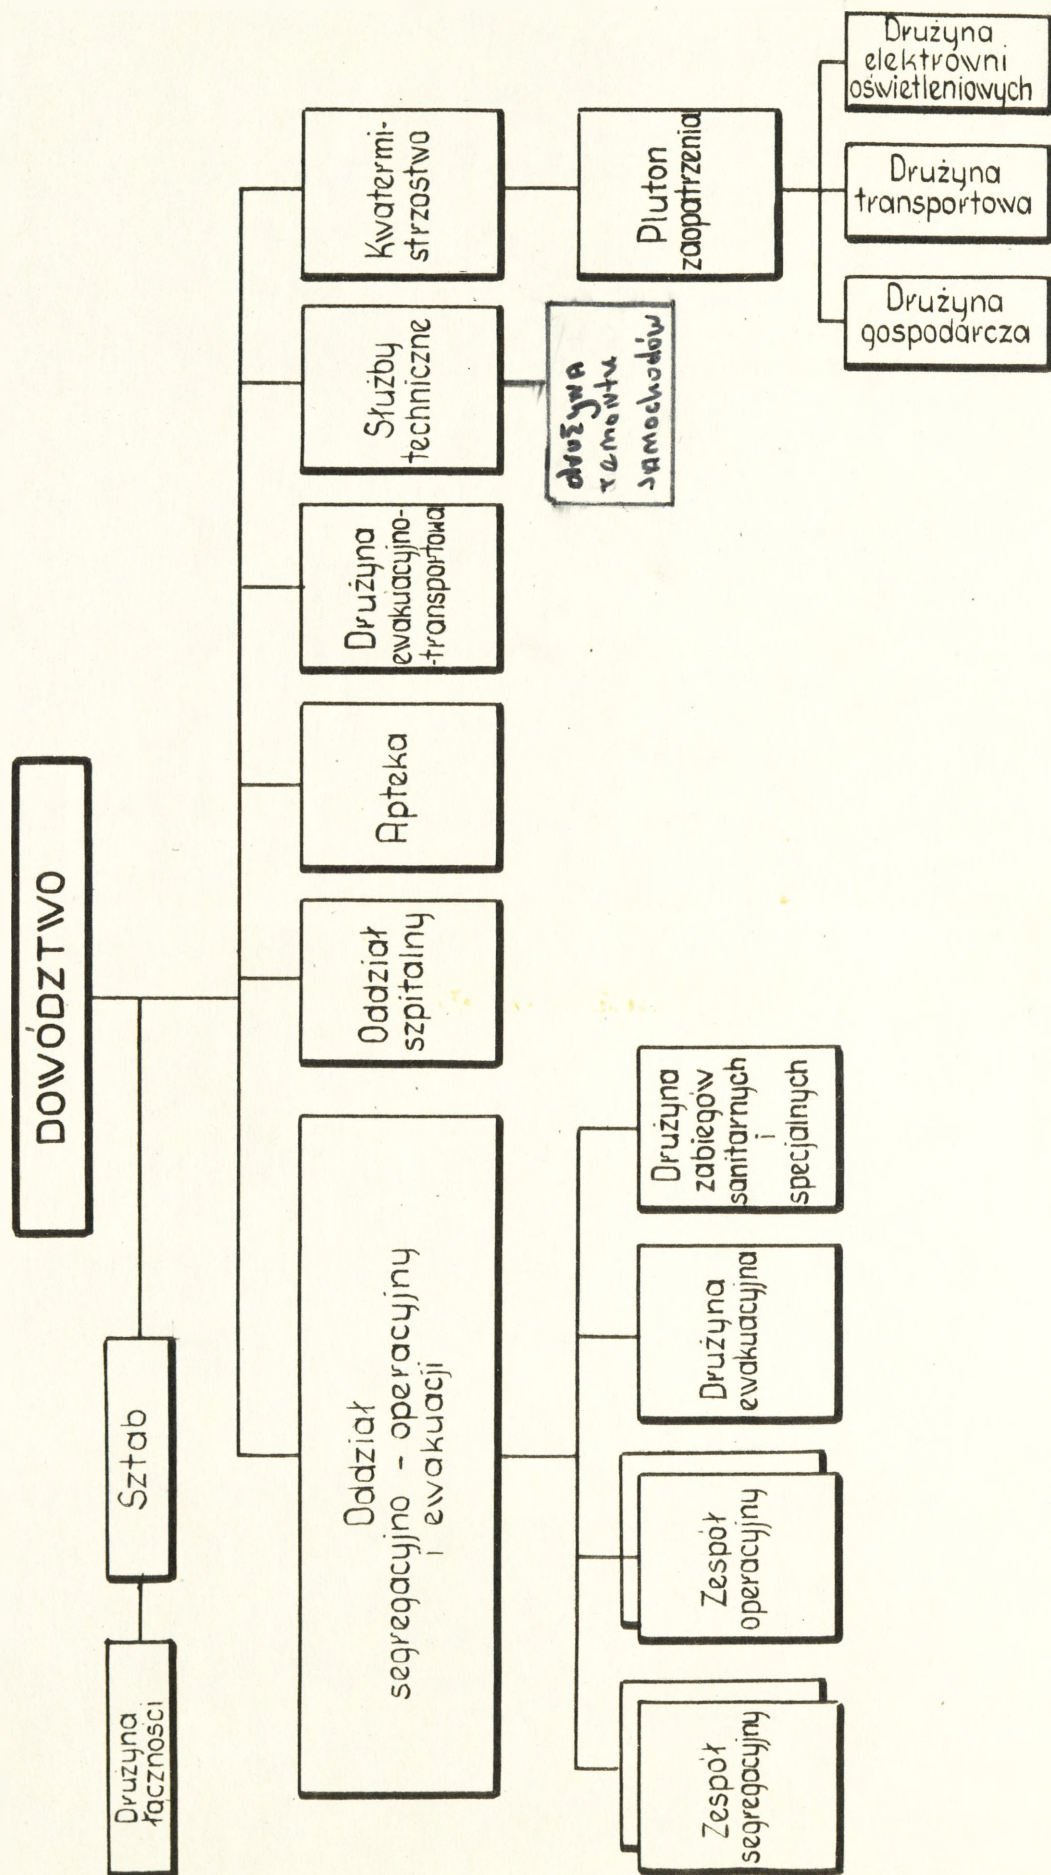 DOWÓDZTWO
Sztab
Drużyna
łączności
Oddział
segregacyjno - operacyjny
i ewakuacji
Oddział
szpitalny
Apteka
Drużyna
ewakuacyjno-
-transportowa
Służby
techniczne
Kwatermi-
strzostwo
Zespół
segregacyjny
Zespół
operacyjny
Drużyna
ewakuacyjna
Drużyna
zabiegów
sanitarnych
i
specjalnych
drużyna
remontu
samochodów
Pluton
zaopatrzenia
Drużyna
gospodarcza
Drużyna
transportowa
Drużyna
elektrowni
oświetleniowych